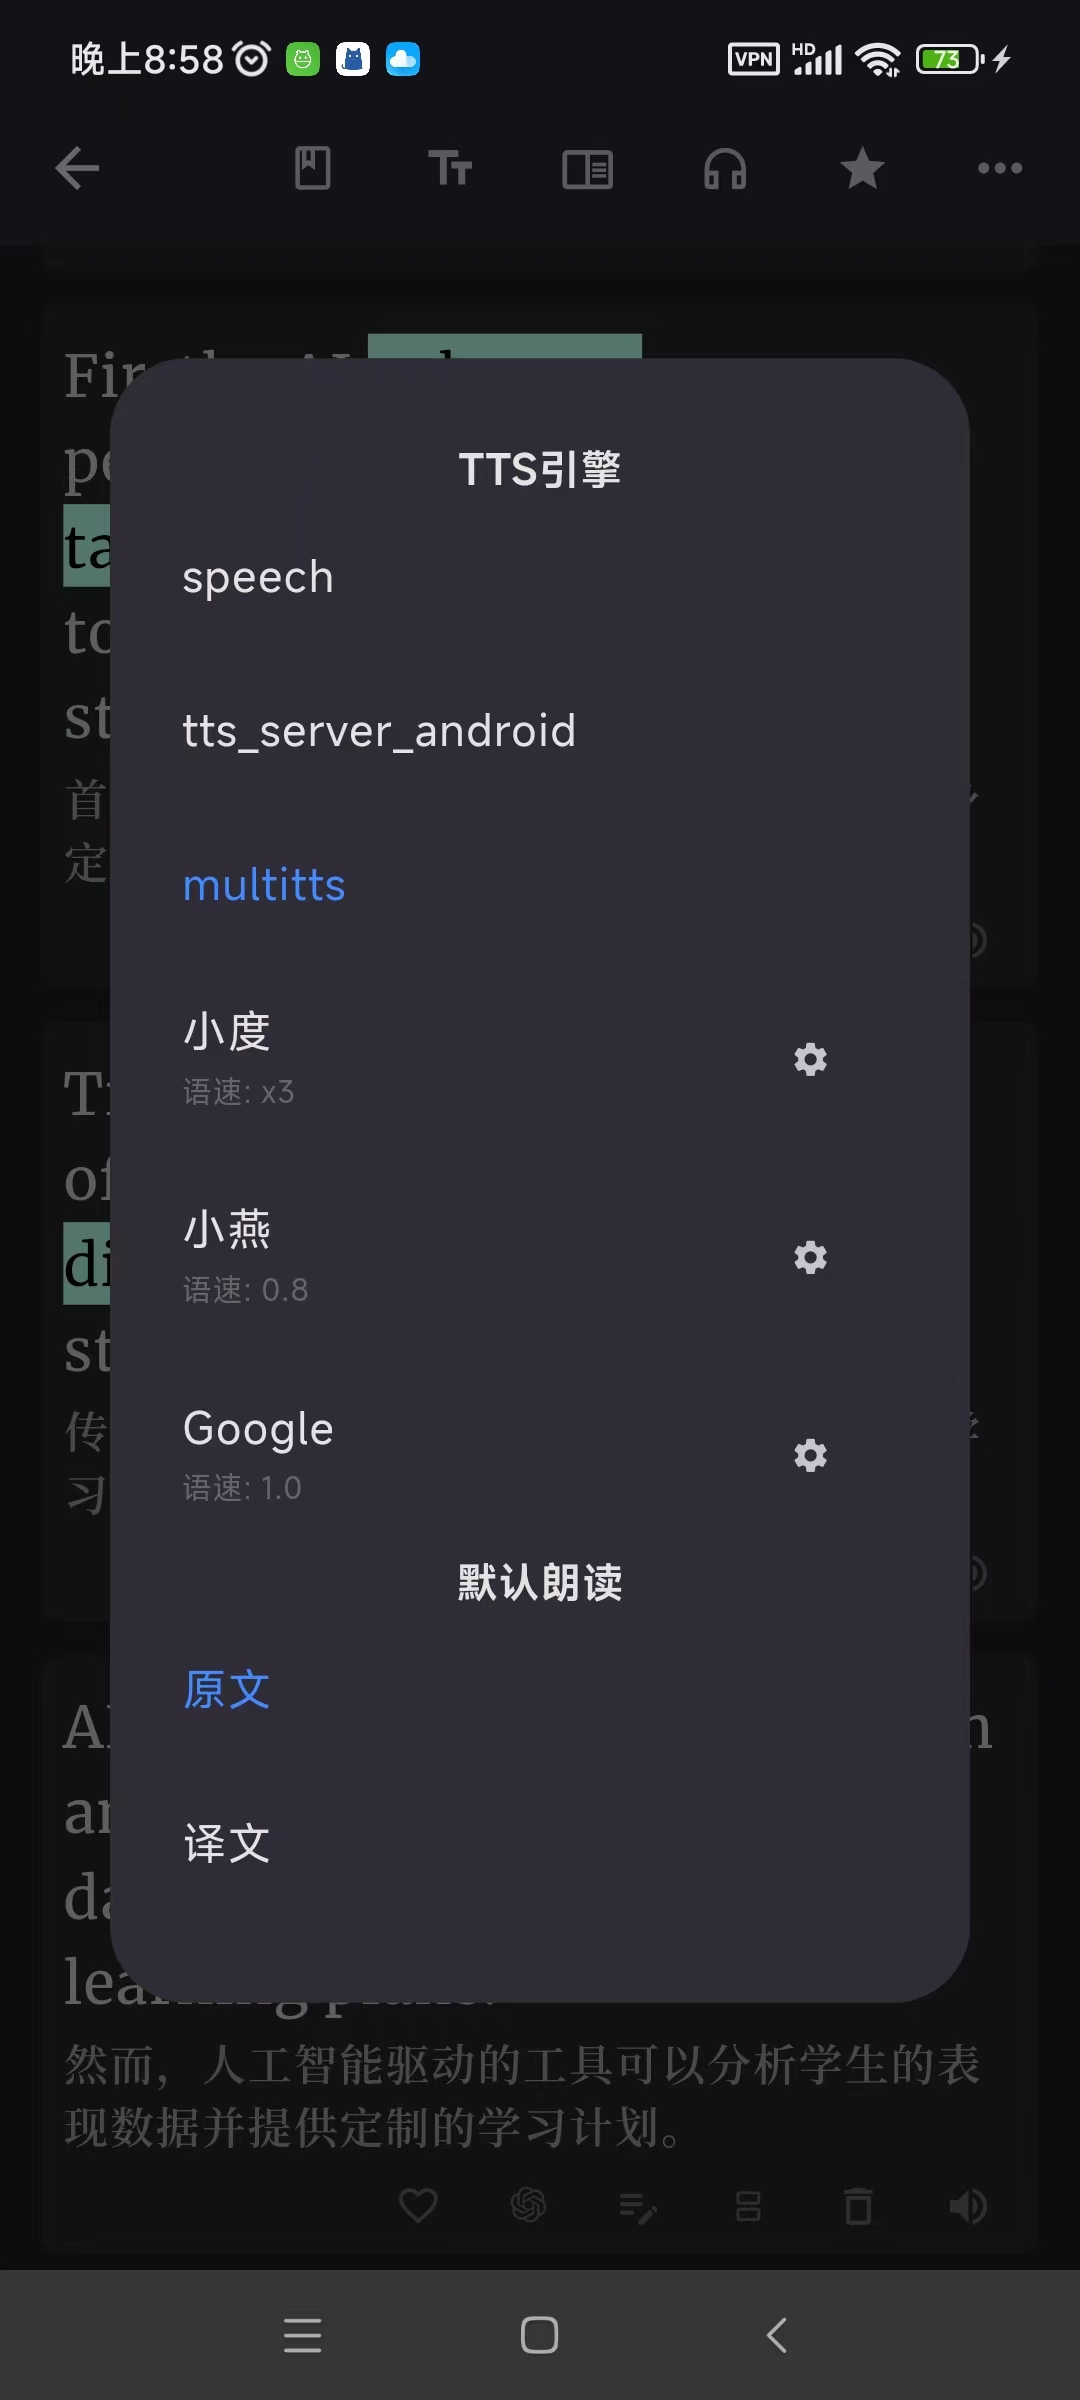 晚上8:58
VPN
HD
73
TTS引擎
speech
tts_server_android
multitts
小度
语速: x3
小燕
语速: 0.8
Google
语速: 1.0
默认朗读
原文
译文
然而，人工智能驱动的工具可以分析学生的表
现数据并提供定制的学习计划。